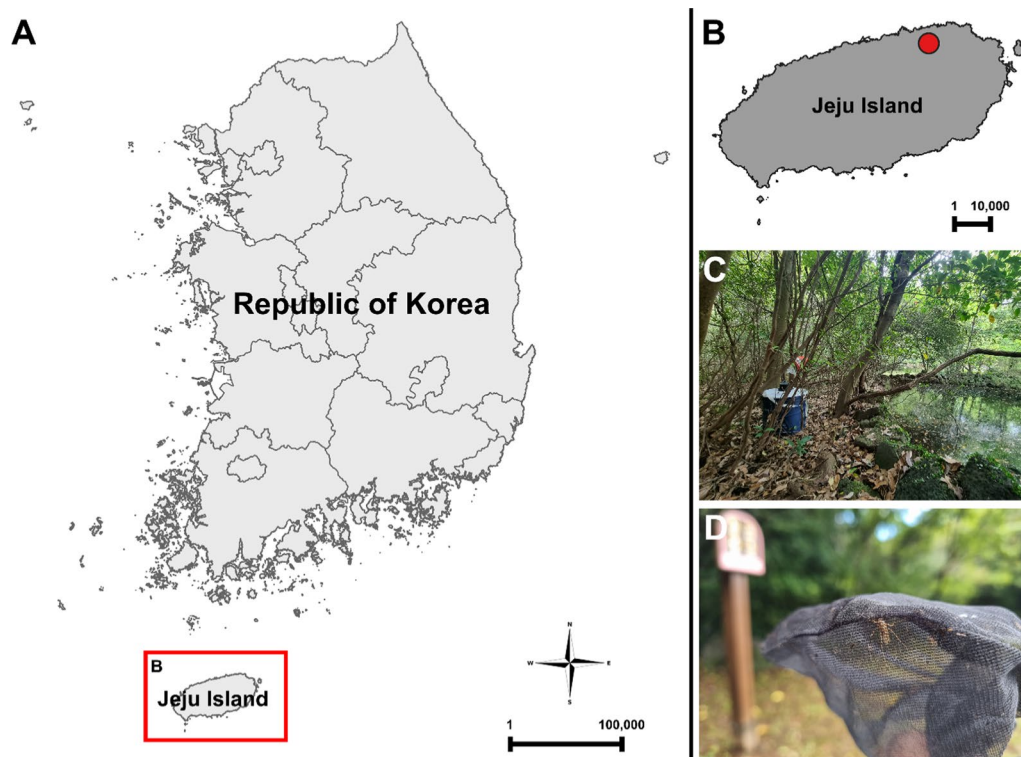 A
Republic of Korea
B
Jeju Island
N
W
E
S
1
100,000
B
Jeju Island
1
10,000
C
D